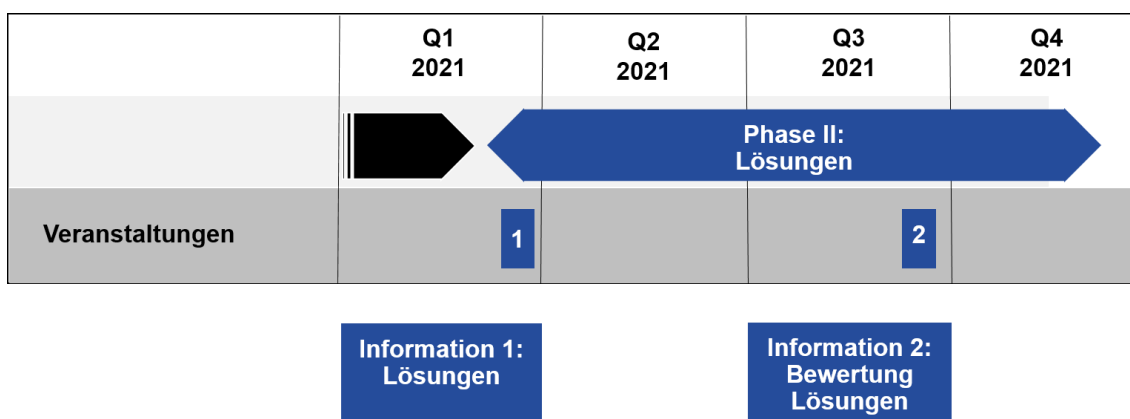 Q1
2021
Q2
2021
Q3
2021
Q4
2021
Phase II:
Lösungen
Veranstaltungen
1
2
Information 1:
Lösungen
Information 2:
Bewertung
Lösungen